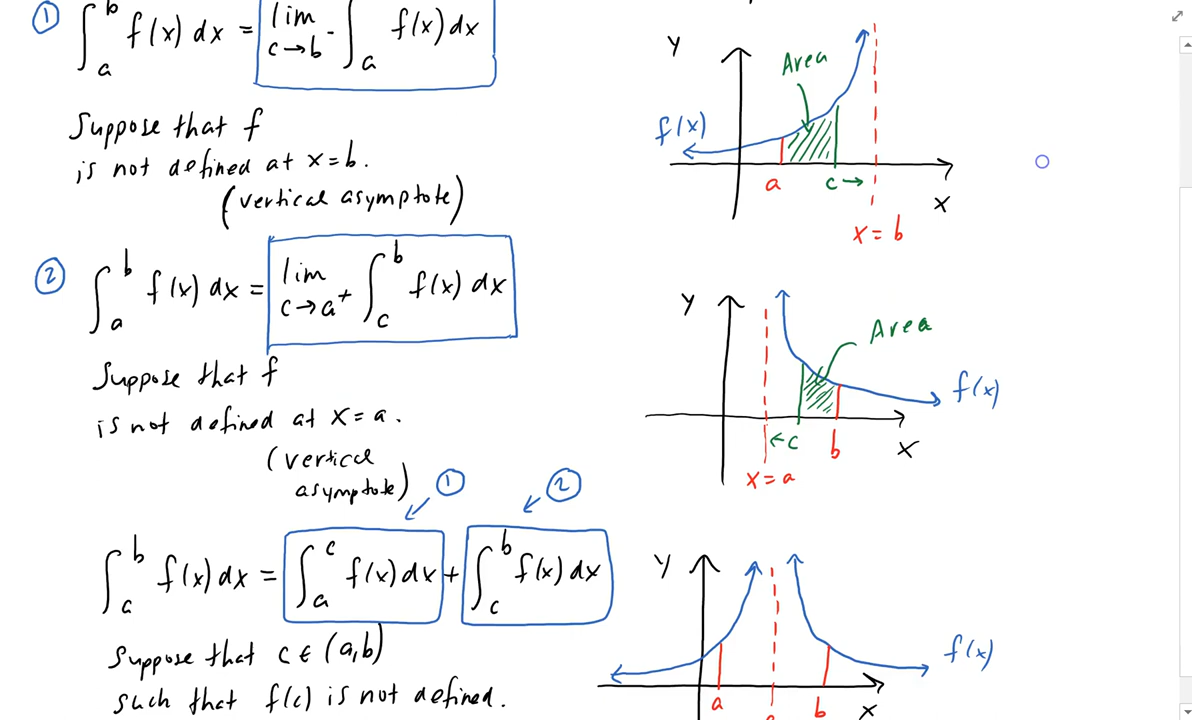 ① ∫_a^b f(x) dx = lim_{c→b⁻} ∫_a f(x) dx
Suppose that f
is not defined at x=b.
(vertical asymptote)
y
Area
f(x)
a
c→
x
x = b
② ∫_a^b f(x) dx = lim_{c→a⁺} ∫_c^b f(x) dx
Suppose that f
is not defined at x=a.
(vertical
asymptote)
y
Area
f(x)
←c
b
x
x = a
①
②
∫_a^b f(x) dx = ∫_a^c f(x) dx + ∫_c^b f(x) dx
Suppose that c ∈ (a,b)
such that f(c) is not defined.
y
f(x)
a
b
x